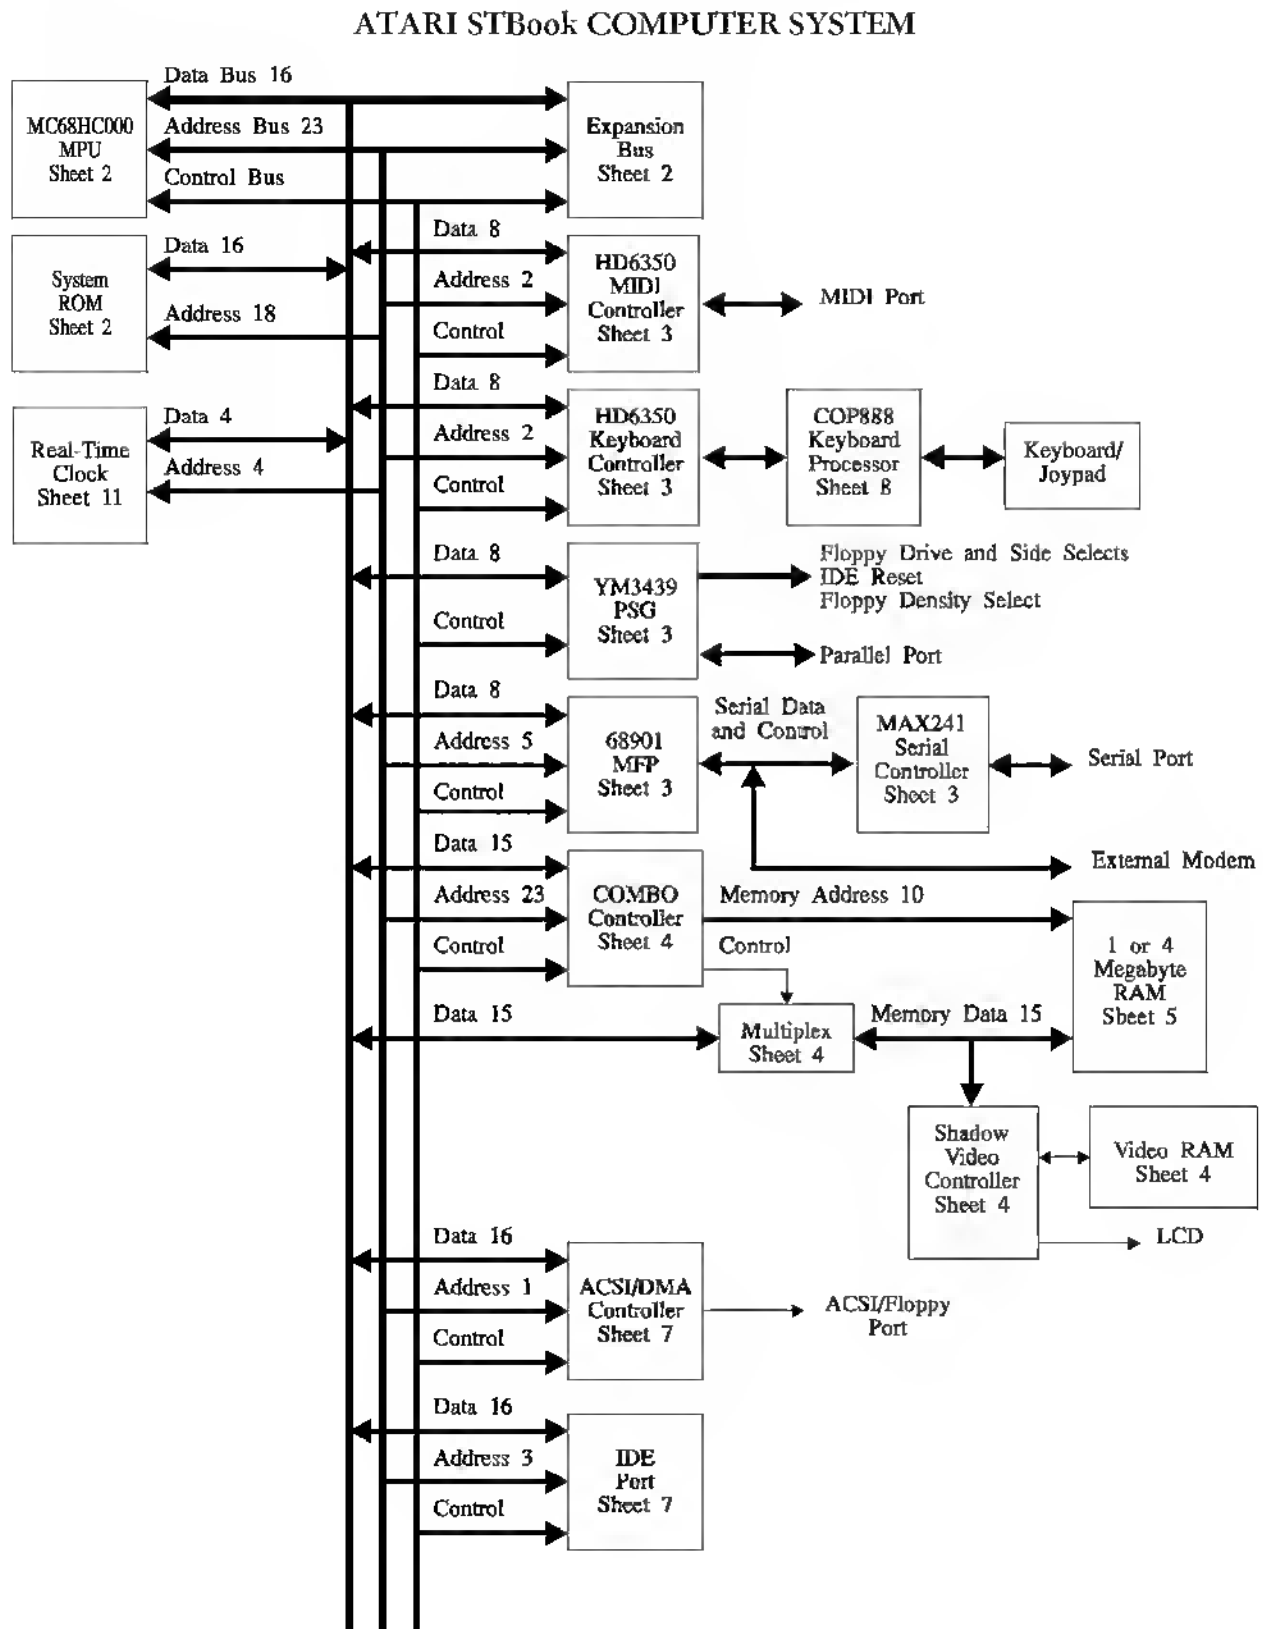 ATARI STBook COMPUTER SYSTEM
Data Bus 16
MC68HC000
MPU
Sheet 2
Address Bus 23
Control Bus
Expansion
Bus
Sheet 2
Data 16
System
ROM
Sheet 2
Address 18
Data 8
Address 2
Control
HD6350
MIDI
Controller
Sheet 3
MIDI Port
Data 4
Real-Time
Clock
Sheet 11
Address 4
Data 8
Address 2
Control
HD6350
Keyboard
Controller
Sheet 3
COP888
Keyboard
Processor
Sheet 8
Keyboard/
Joypad
Data 8
Control
YM3439
PSG
Sheet 3
Floppy Drive and Side Selects
IDE Reset
Floppy Density Select
Parallel Port
Data 8
Address 5
Control
68901
MFP
Sheet 3
Serial Data
and Control
MAX241
Serial
Controller
Sheet 3
Serial Port
External Modem
Data 15
Address 23
Control
COMBO
Controller
Sheet 4
Memory Address 10
Control
1 or 4
Megabyte
RAM
Sheet 5
Data 15
Multiplex
Sheet 4
Memory Data 15
Shadow
Video
Controller
Sheet 4
Video RAM
Sheet 4
LCD
Data 16
Address 1
Control
ACSI/DMA
Controller
Sheet 7
ACSI/Floppy
Port
Data 16
Address 3
Control
IDE
Port
Sheet 7